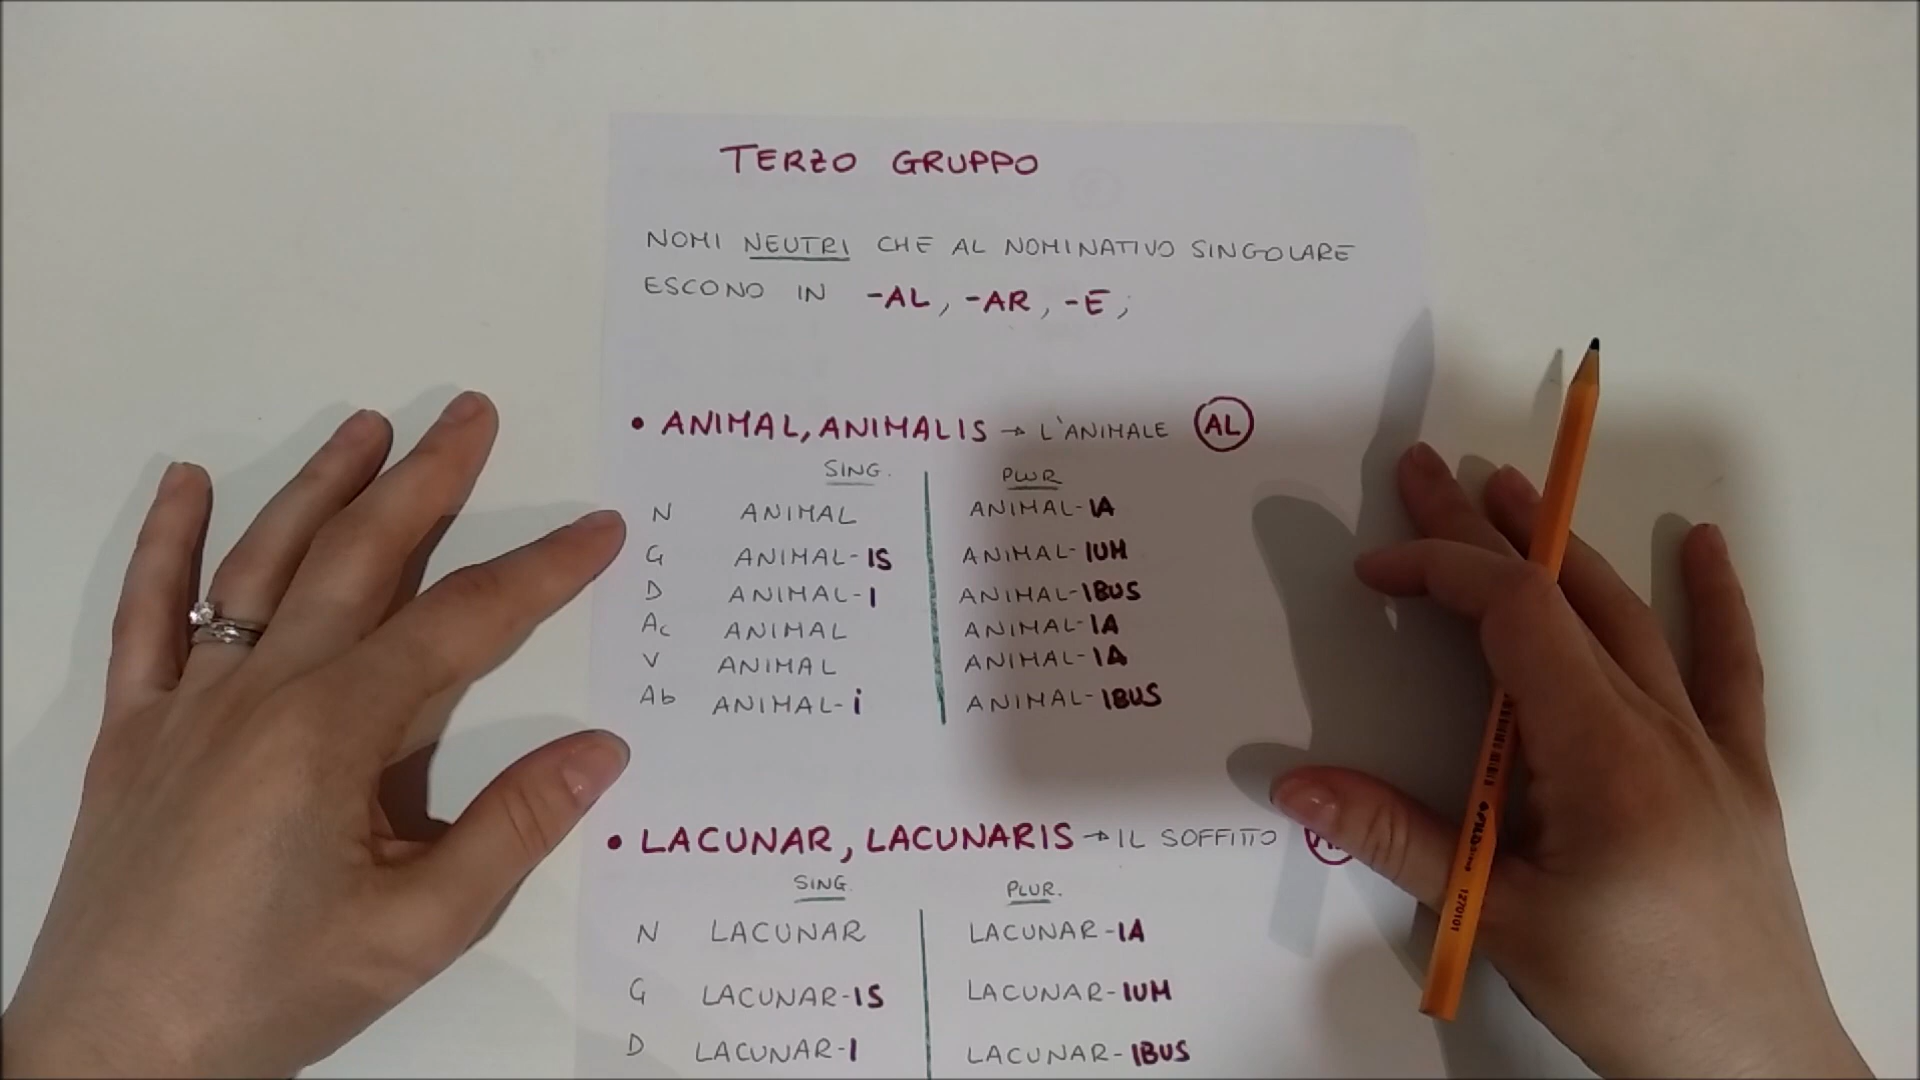 TERZO GRUPPO
NOMI NEUTRI CHE AL NOMINATIVO SINGOLARE
ESCONO IN -AL, -AR, -E;
• ANIMAL, ANIMALIS → L'ANIMALE AL
SING. PLUR
N ANIMAL ANIMAL-IA
G ANIMAL-IS ANIMAL-IUM
D ANIMAL-I ANIMAL-IBUS
Ac ANIMAL ANIMAL-IA
V ANIMAL ANIMAL-IA
Ab ANIMAL-i ANIMAL-IBUS
• LACUNAR, LACUNARIS → IL SOFFITO
SING. PLUR.
N LACUNAR LACUNAR-IA
G LACUNAR-IS LACUNAR-IUM
D LACUNAR-I LACUNAR-IBUS
1270101